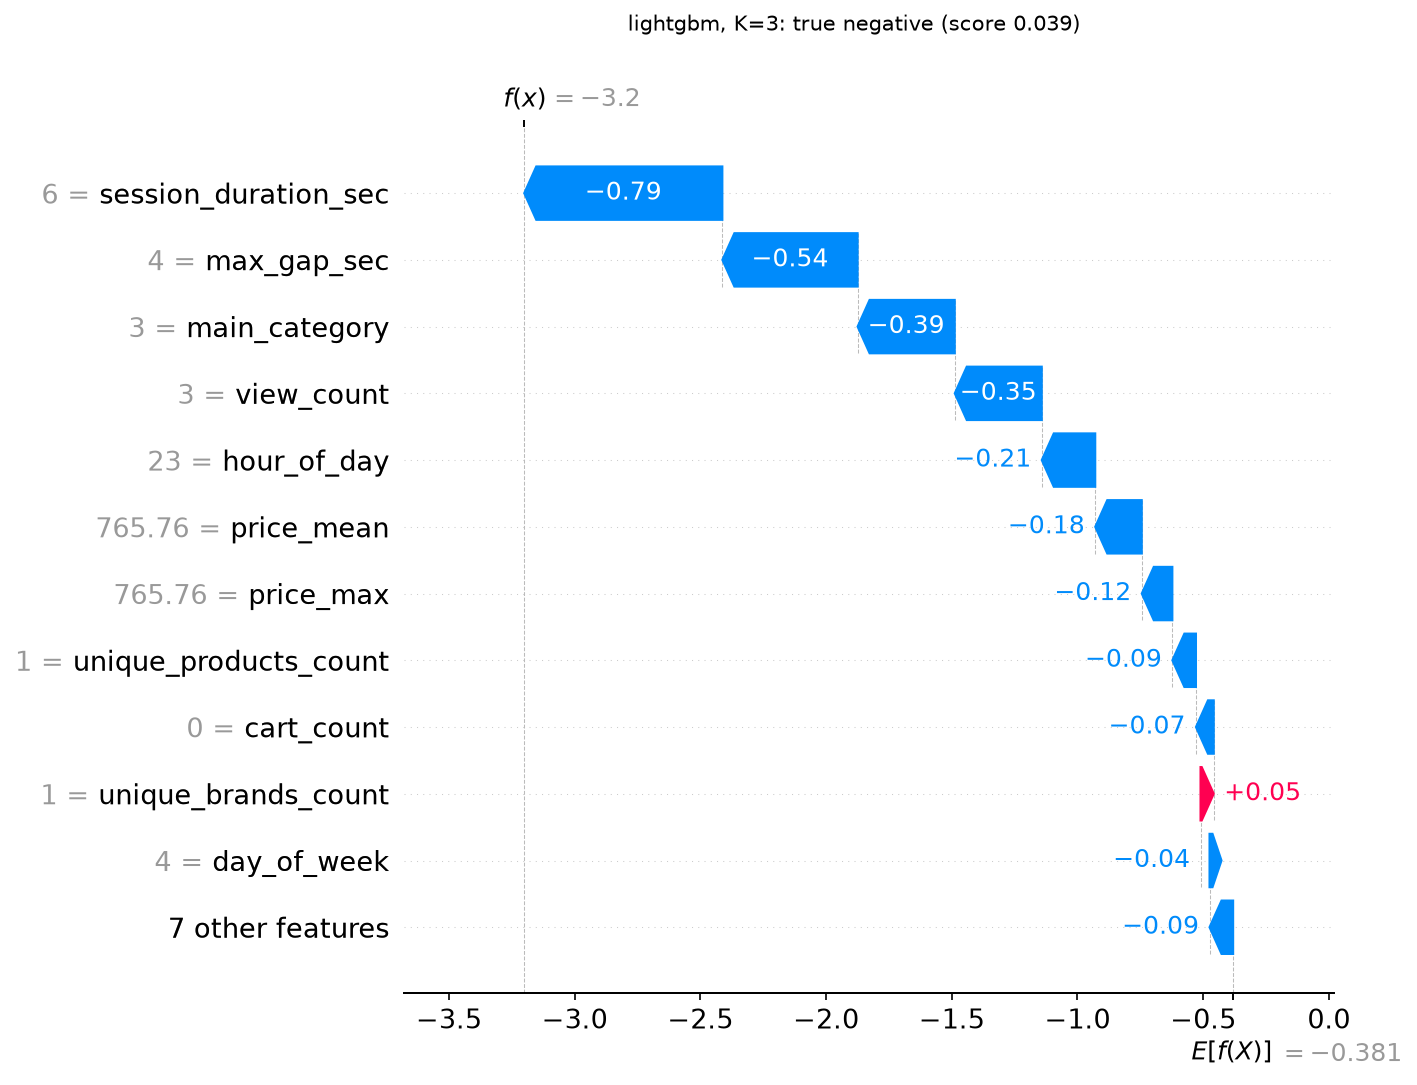 lightgbm, K=3: true negative (score 0.039)
f(x) = −3.2
6 = session_duration_sec −0.79
4 = max_gap_sec −0.54
3 = main_category −0.39
3 = view_count −0.35
23 = hour_of_day −0.21
765.76 = price_mean −0.18
765.76 = price_max −0.12
1 = unique_products_count −0.09
0 = cart_count −0.07
1 = unique_brands_count +0.05
4 = day_of_week −0.04
7 other features −0.09
−3.5 −3.0 −2.5 −2.0 −1.5 −1.0 −0.5 0.0
E[f(X)] = −0.381